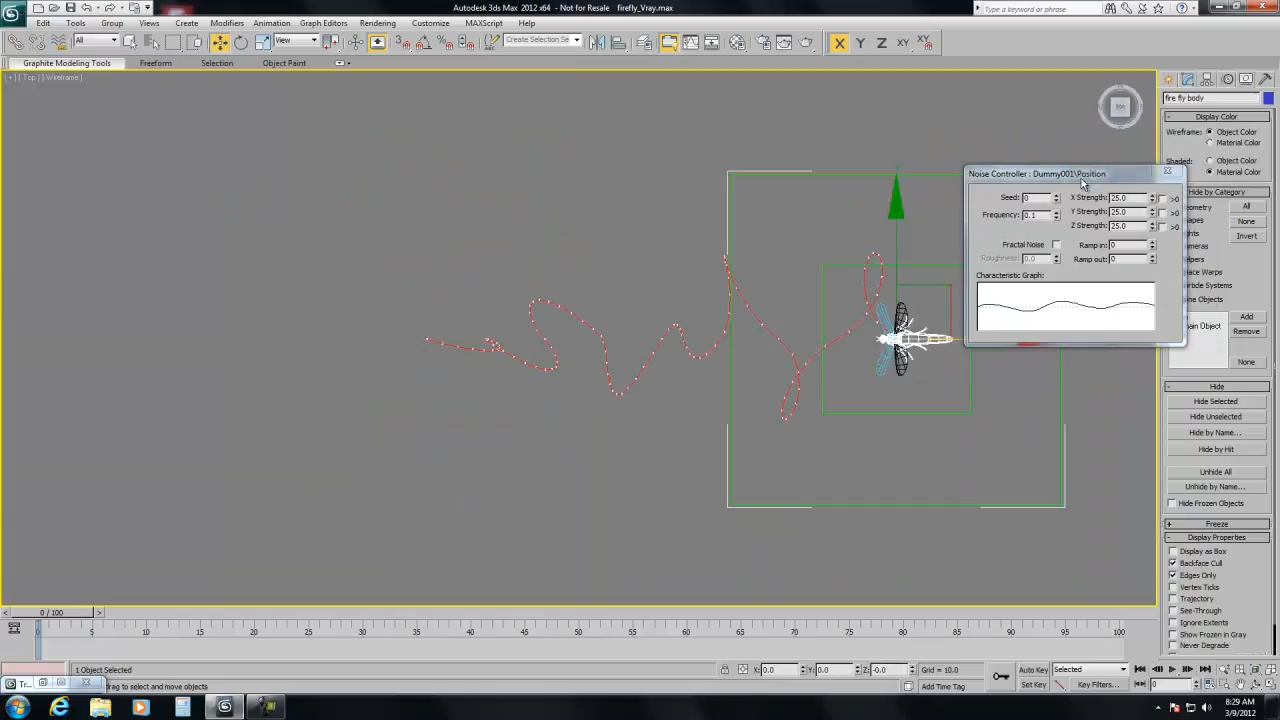 Autodesk 3ds Max 2012 x64 - Not for Resale firefly_Vray.max
Type a keyword or phrase
Edit Tools Group Views Create Modifiers Animation Graph Editors Rendering Customize MAXScript Help
All View Create Selection Se X Y Z XY XY
Graphite Modeling Tools Freeform Selection Object Paint
[+] [Top] [Wireframe]
TOP
fire fly body
- Display Color
Wireframe: Object Color
Material Color
Shaded: Object Color
Material Color
Hide by Category
Noise Controller : Dummy001\Position
Seed: 0 X Strength: 25.0 >0
Frequency: 0.1 Y Strength: 25.0 >0
Z Strength: 25.0 >0
Fractal Noise Ramp in: 0
Roughness: 0.0 Ramp out: 0
Characteristic Graph:
All
None
Invert
Add
Remove
None
- Hide
Hide Selected
Hide Unselected
Hide by Name...
Hide by Hit
Unhide All
Unhide by Name...
Hide Frozen Objects
+ Freeze
- Display Properties
Display as Box
Backface Cull
Edges Only
Vertex Ticks
Trajectory
See-Through
Ignore Extents
Show Frozen in Gray
Never Degrade
< 0 / 100 >
0 5 10 15 20 25 30 35 40 45 50 55 60 65 70 75 80 85 90 95 100
1 Object Selected X: 0.0 Y: 0.0 Z: -0.0 Grid = 10.0 Auto Key Selected
Tr... drag to select and move objects Add Time Tag Set Key Key Filters... 0
8:29 AM
3/9/2012